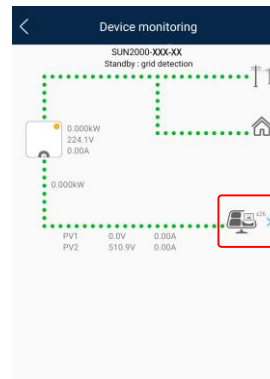 Device monitoring
SUN2000-XXX-XX
Standby : grid detection
0.000kW
224.1V
0.00A
0.000kW
PV1 0.0V 0.00A
PV2 510.9V 0.00A